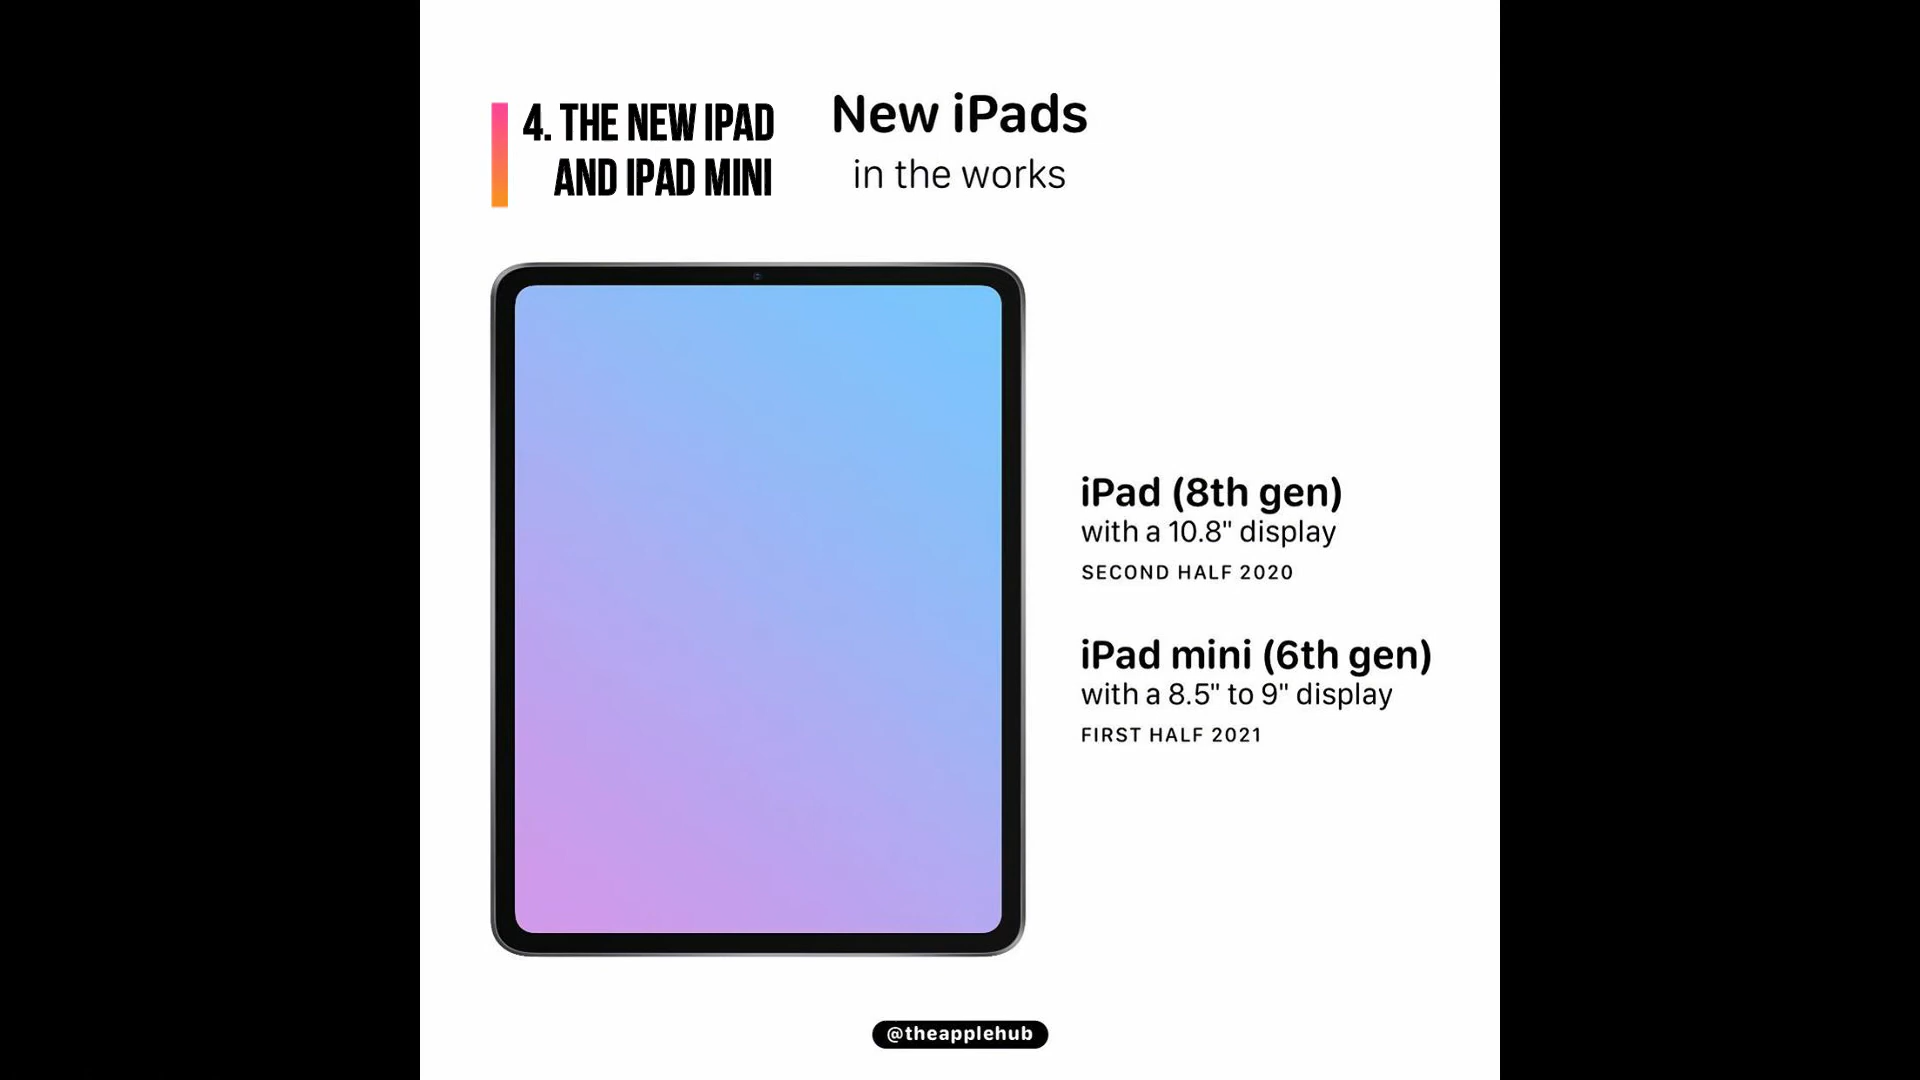 4. THE NEW IPAD
AND IPAD MINI
New iPads
in the works
iPad (8th gen)
with a 10.8" display
SECOND HALF 2020
iPad mini (6th gen)
with a 8.5" to 9" display
FIRST HALF 2021
@theapplehub